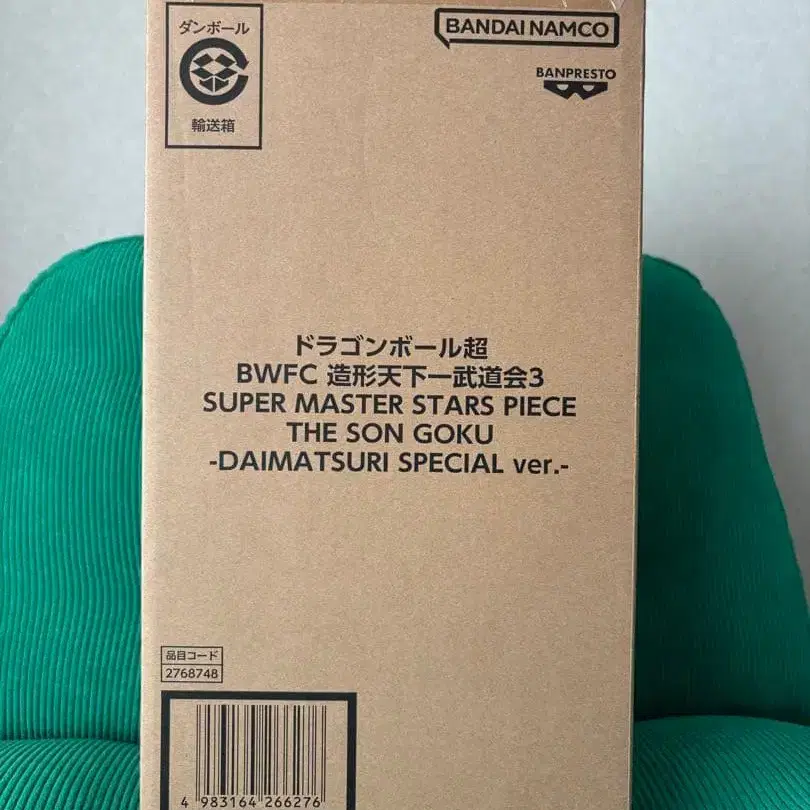 ダンボール
輸送箱
BANDAI NAMCO
BANPRESTO
ドラゴンボール超
BWFC 造形天下一武道会3
SUPER MASTER STARS PIECE
THE SON GOKU
-DAIMATSURI SPECIAL ver.-
品目コード
2768748
4 983164 266276